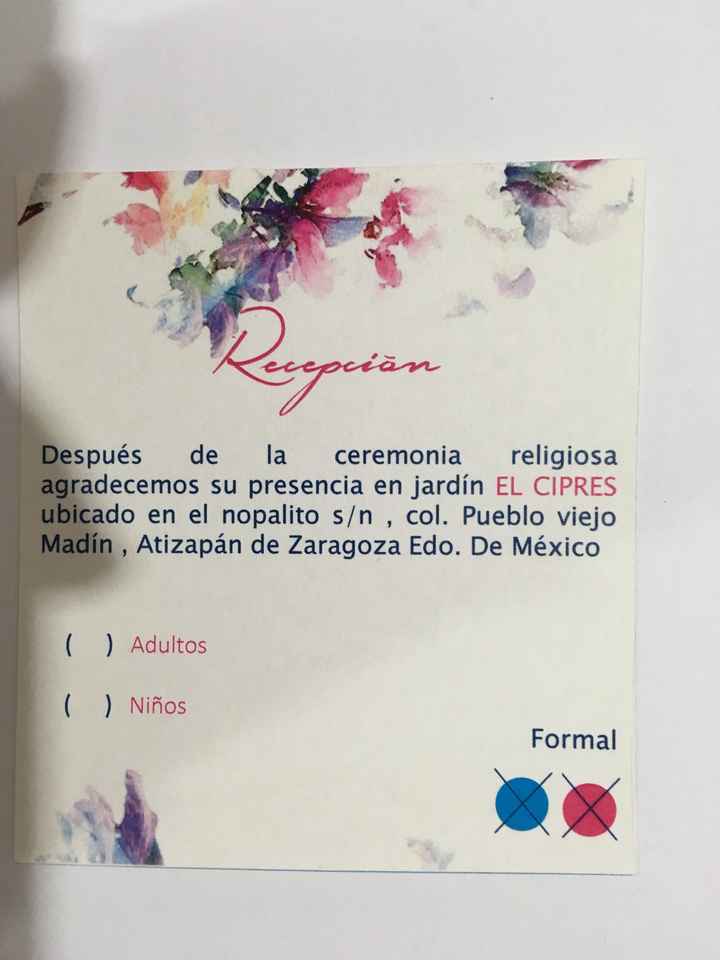 Recepción
Después de la ceremonia religiosa
agradecemos su presencia en jardín EL CIPRES
ubicado en el nopalito s/n , col. Pueblo viejo
Madín , Atizapán de Zaragoza Edo. De México
( ) Adultos
( ) Niños
Formal